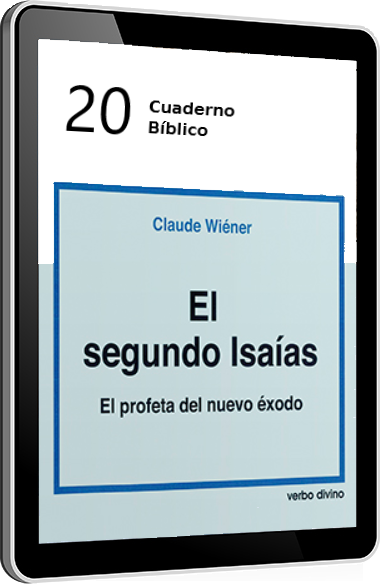 20 Cuaderno
Bíblico
Claude Wiéner
El
segundo Isaías
El profeta del nuevo éxodo
verbo divino